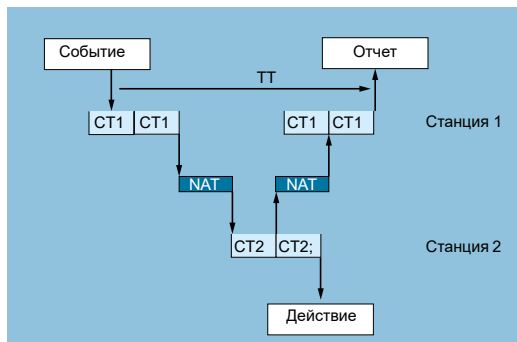 Событие
Отчет
TT
CT1 CT1
CT1 CT1
Станция 1
NAT
NAT
CT2 CT2;
Станция 2
Действие